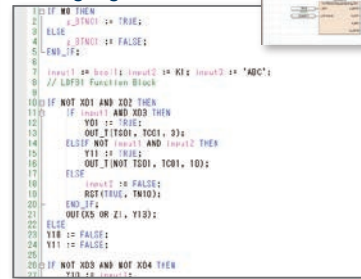 IF M0 THEN
g_BTN01 := TRUE;
ELSE
g_BTN01 := FALSE;
END_IF;
input1 := bool1; input2 := K1; input3 := "ABC";
// LDFB1 Function Block
IF NOT X01 AND X02 THEN
IF input1 AND X03 THEN
Y01 := TRUE;
OUT_T(TS01, TC01, 3);
ELSIF NOT input1 AND input2 THEN
Y11 := TRUE;
OUT_T(NOT TS01, TC01, 10);
ELSE
input2 := FALSE;
RST(TRUE, TN10);
END_IF;
OUT(X5 OR Z1, Y13);
ELSE
Y10 := FALSE;
Y11 := FALSE;
IF NOT X03 AND NOT X04 THEN